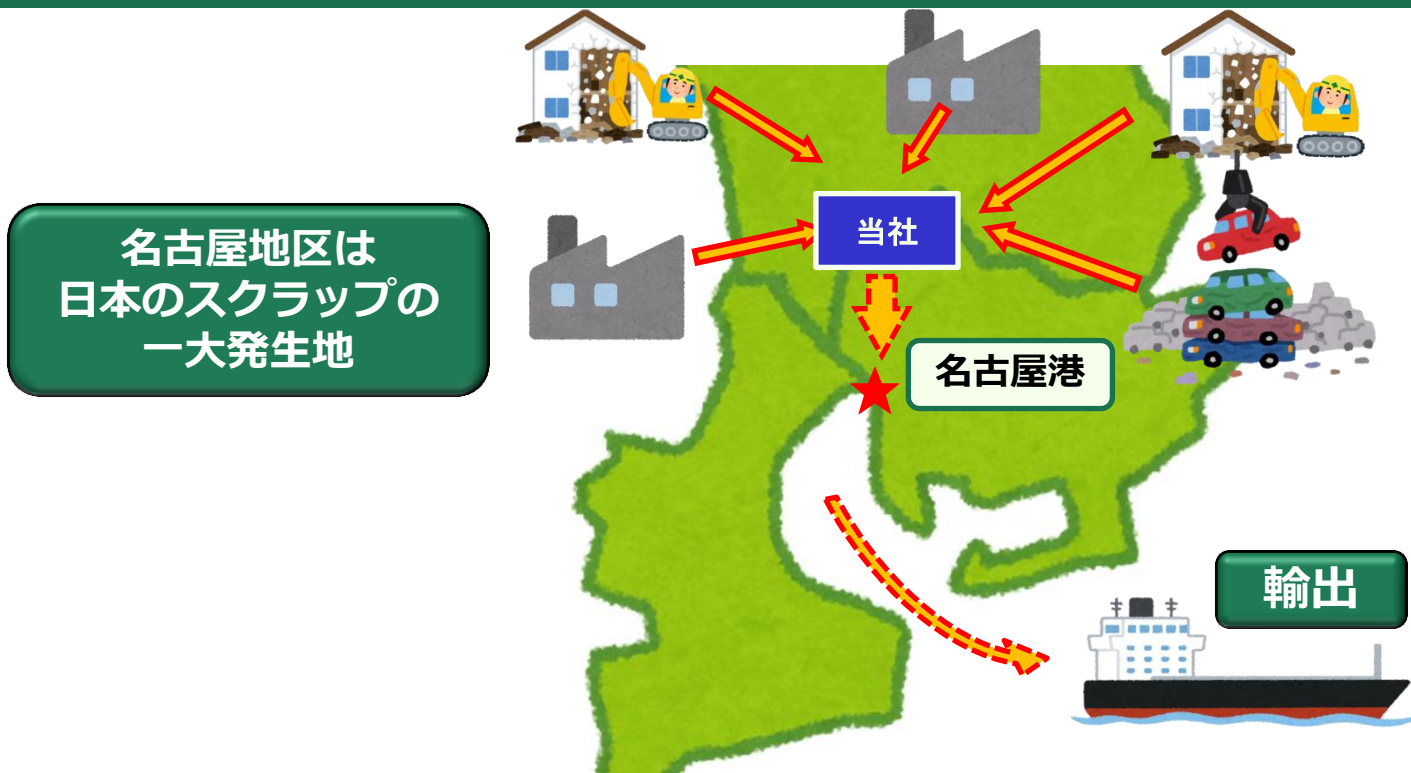 名古屋地区は
日本のスクラップの
一大発生地
当社
名古屋港
輸出